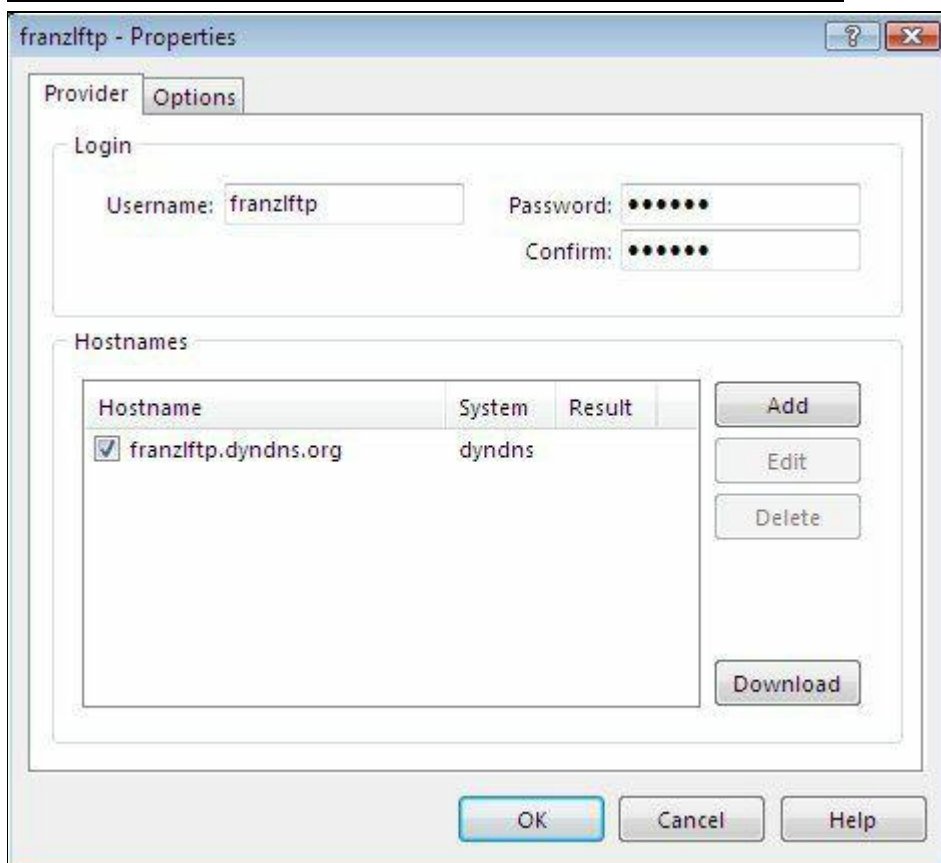 franzlftp - Properties
Provider Options
Login
Username: franzlftp Password: ••••••
Confirm: ••••••
Hostnames
Hostname System Result
franzlftp.dyndns.org dyndns
Add
Edit
Delete
Download
OK Cancel Help